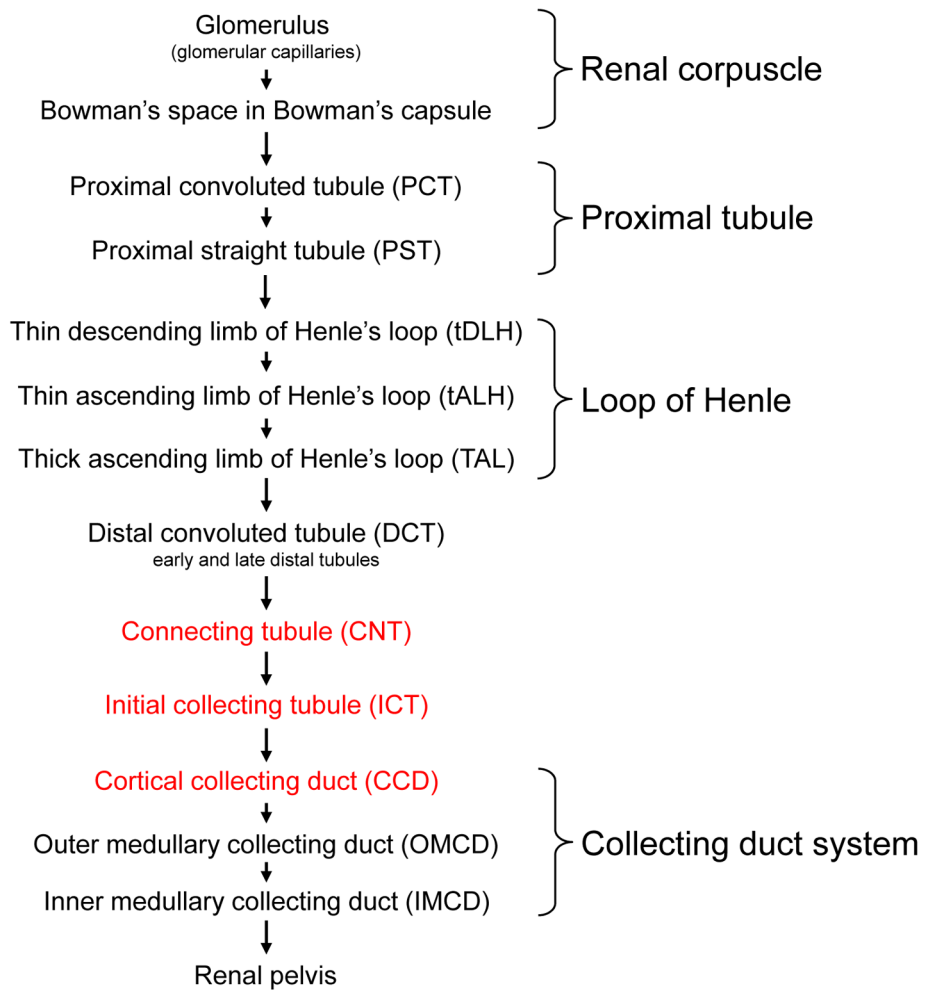 Glomerulus
(glomerular capillaries)
Renal corpuscle
Bowman’s space in Bowman’s capsule
Proximal convoluted tubule (PCT)
Proximal tubule
Proximal straight tubule (PST)
Thin descending limb of Henle’s loop (tDLH)
Thin ascending limb of Henle’s loop (tALH)
Loop of Henle
Thick ascending limb of Henle’s loop (TAL)
Distal convoluted tubule (DCT)
early and late distal tubules
Connecting tubule (CNT)
Initial collecting tubule (ICT)
Cortical collecting duct (CCD)
Outer medullary collecting duct (OMCD)
Collecting duct system
Inner medullary collecting duct (IMCD)
Renal pelvis